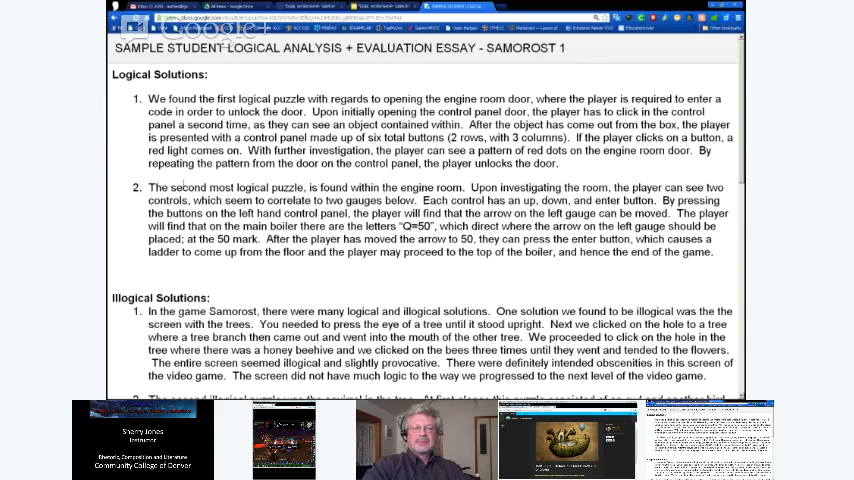 SAMPLE STUDENT LOGICAL ANALYSIS + EVALUATION ESSAY - SAMOROST 1
Logical Solutions:
1. We found the first logical puzzle with regards to opening the engine room door, where the player is required to enter a
code in order to unlock the door. Upon initially opening the control panel door, the player has to click in the control
panel a second time, as they can see an object contained within. After the object has come out from the box, the player
is presented with a control panel made up of six total buttons (2 rows, with 3 columns). If the player clicks on a button, a
red light comes on. With further investigation, the player can see a pattern of red dots on the engine room door. By
repeating the pattern from the door on the control panel, the player unlocks the door.
2. The second most logical puzzle, is found within the engine room. Upon investigating the room, the player can see two
controls, which seem to correlate to two gauges below. Each control has an up, down, and enter button. By pressing
the buttons on the left hand control panel, the player will find that the arrow on the left gauge can be moved. The player
will find that on the main boiler there are the letters "Q=50", which direct where the arrow on the left gauge should be
placed; at the 50 mark. After the player has moved the arrow to 50, they can press the enter button, which causes a
ladder to come up from the floor and the player may proceed to the top of the boiler, and hence the end of the game.
Illogical Solutions:
1. In the game Samorost, there were many logical and illogical solutions. One solution we found to be illogical was the the
screen with the trees. You needed to press the eye of a tree until it stood upright. Next we clicked on the hole to a tree
where a tree branch then came out and went into the mouth of the other tree. We proceeded to click on the hole in the
tree where there was a honey beehive and we clicked on the bees three times until they went and tended to the flowers.
The entire screen seemed illogical and slightly provocative. There were definitely intended obscenities in this screen of
the video game. The screen did not have much logic to the way we progressed to the next level of the video game.
Google+
Sherry Jones
Instructor
Rhetoric, Composition and Literature
Community College of Denver